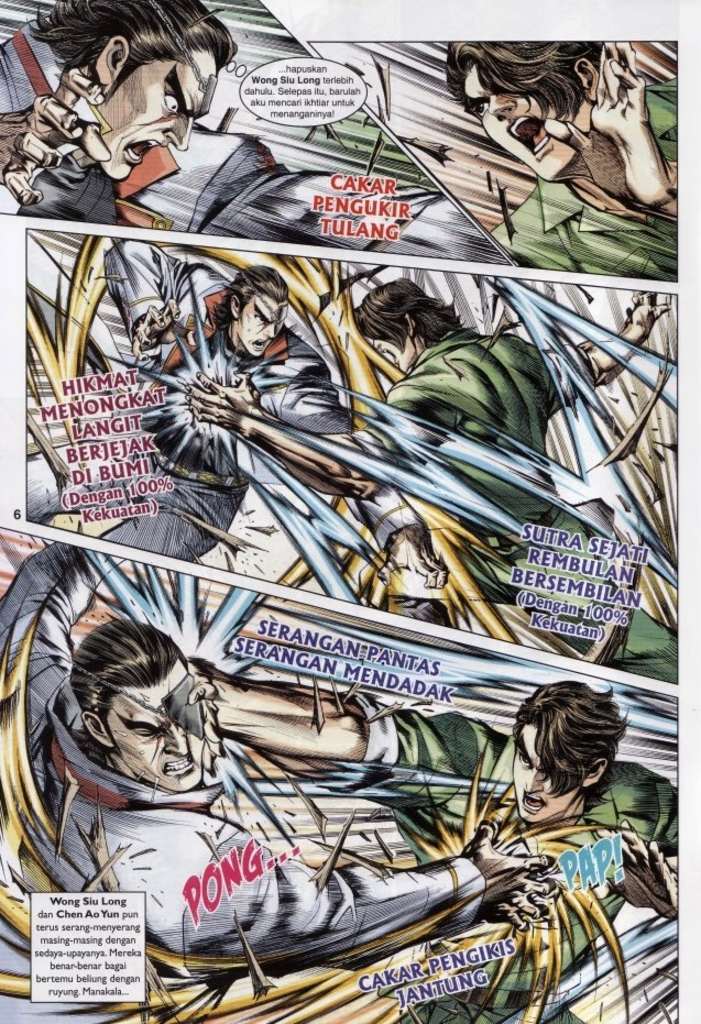 ...hapuskan
Wong Siu Long terlebih
dahulu. Selepas itu, barulah
aku mencari ikhtiar untuk
menanganinya!
CAKAR
PENGUKIR
TULANG
HIKMAT
MENONGKAT
LANGIT
BERJEJAK
DI BUMI
(Dengan 100%
Kekuatan)
SUTRA SEJATI
REMBULAN
BERSEMBILAN
(Dengan 100%
Kekuatan)
6
SERANGAN PANTAS
SERANGAN MENDADAK
PONG...
PAP!
CAKAR PENGIKIS
JANTUNG
Wong Siu Long
dan Chen Ao Yun pun
terus serang-menyerang
masing-masing dengan
sedaya-upayanya. Mereka
benar-benar bagai
bertemu beliung dengan
ruyung. Manakala...